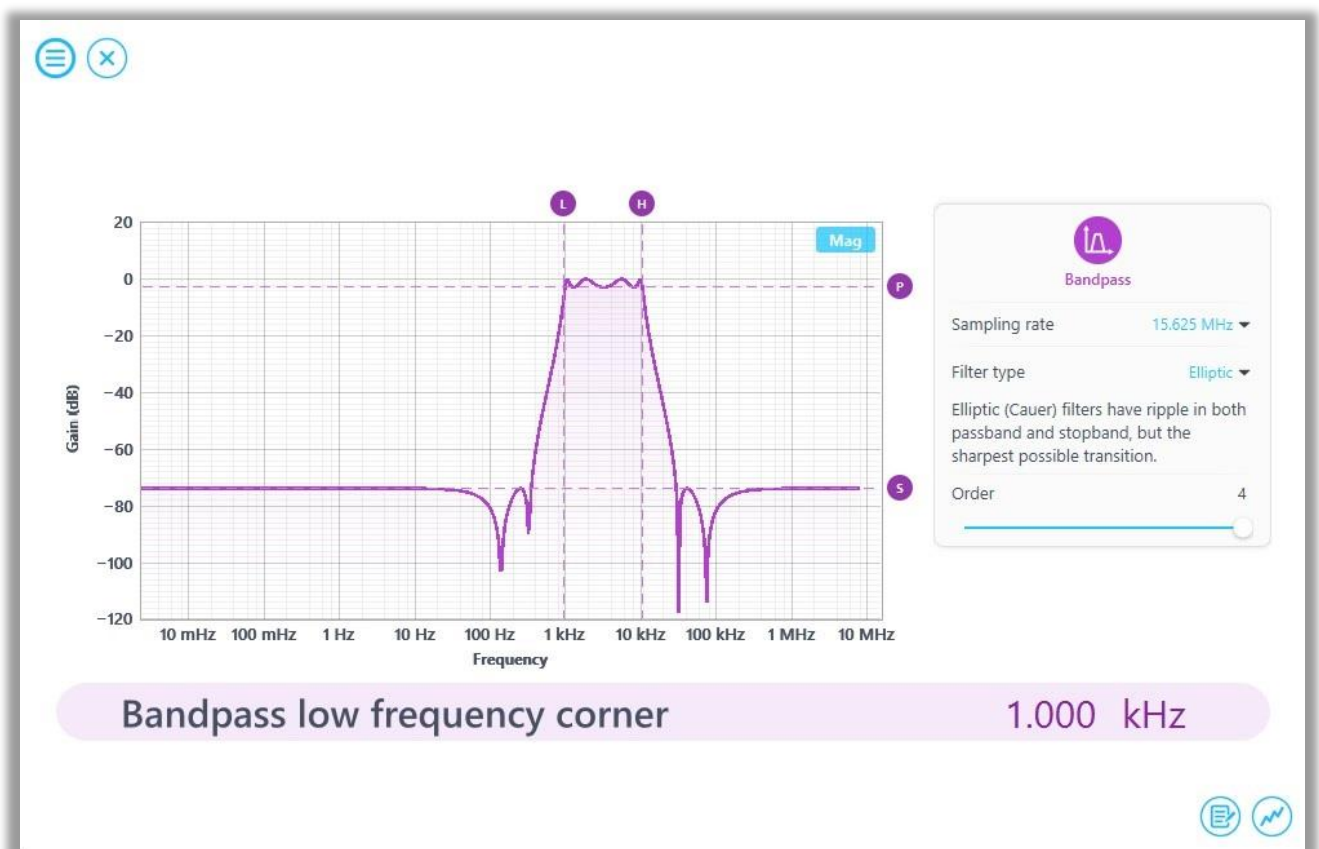 L H
20
0
−20
−40
−60
−80
−100
−120
Gain (dB)
Mag
P
S
10 mHz 100 mHz 1 Hz 10 Hz 100 Hz 1 kHz 10 kHz 100 kHz 1 MHz 10 MHz
Frequency
Bandpass
Sampling rate 15.625 MHz
Filter type Elliptic
Elliptic (Cauer) filters have ripple in both
passband and stopband, but the
sharpest possible transition.
Order 4
Bandpass low frequency corner 1.000 kHz